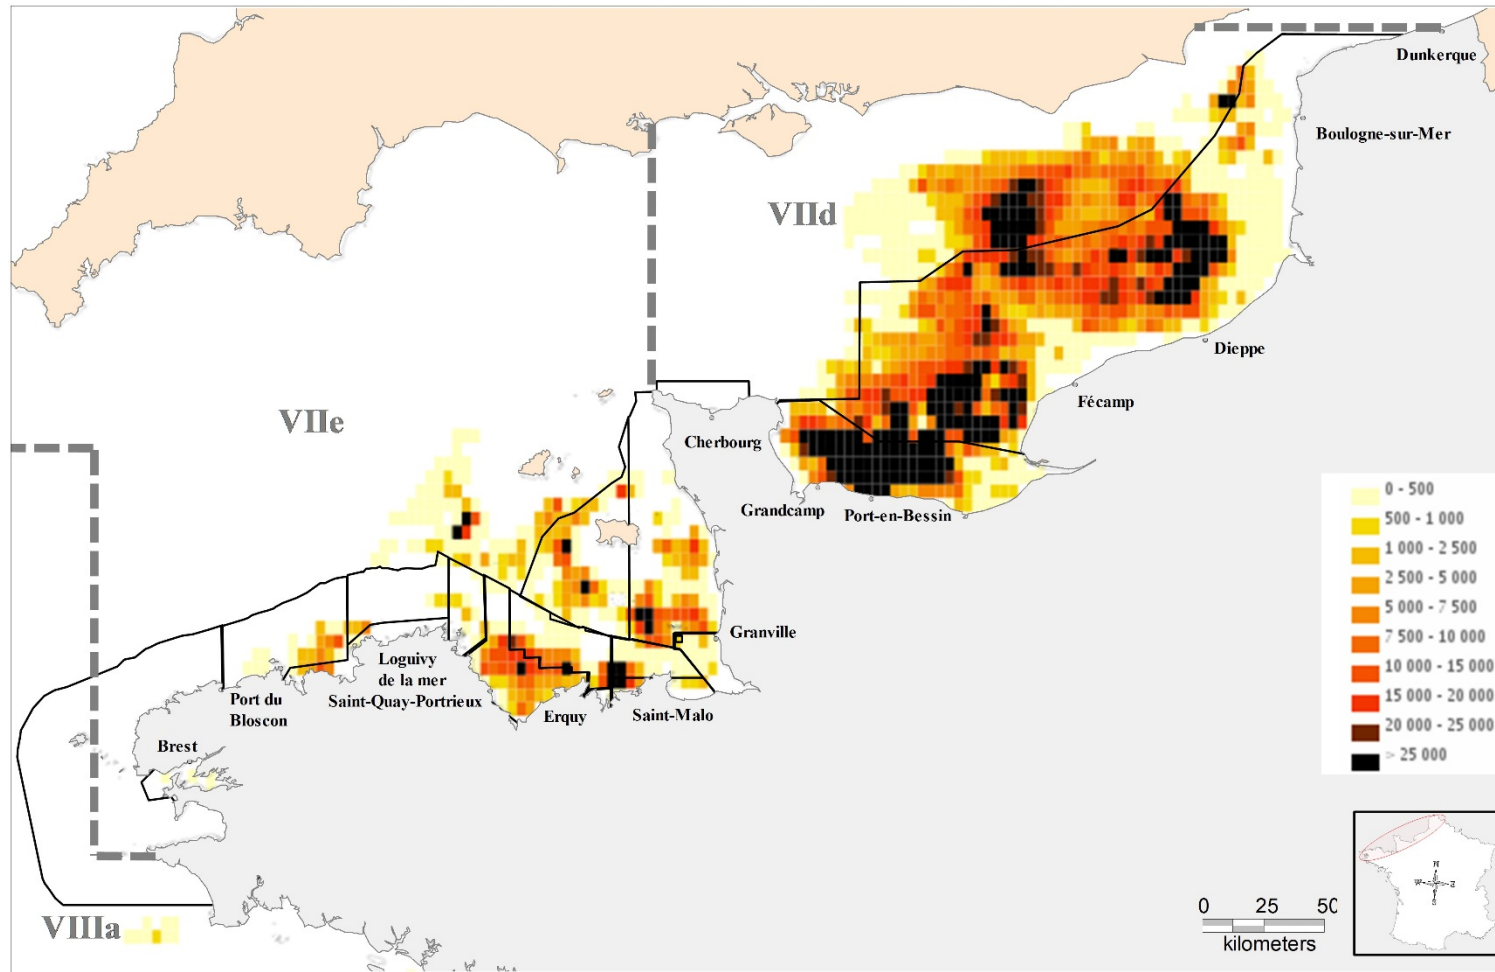 Dunkerque
Boulogne-sur-Mer
VIId
Dieppe
Fécamp
VIIe
Cherbourg
Grandcamp
Port-en-Bessin
0 - 500
500 - 1 000
1 000 - 2 500
2 500 - 5 000
5 000 - 7 500
7 500 - 10 000
10 000 - 15 000
15 000 - 20 000
20 000 - 25 000
> 25 000
Granville
Loguivy
de la mer
Port du
Bloscon
Saint-Quay-Portrieux
Erquy
Saint-Malo
Brest
VIIIa
N
W
E
S
0 25 50
kilometers